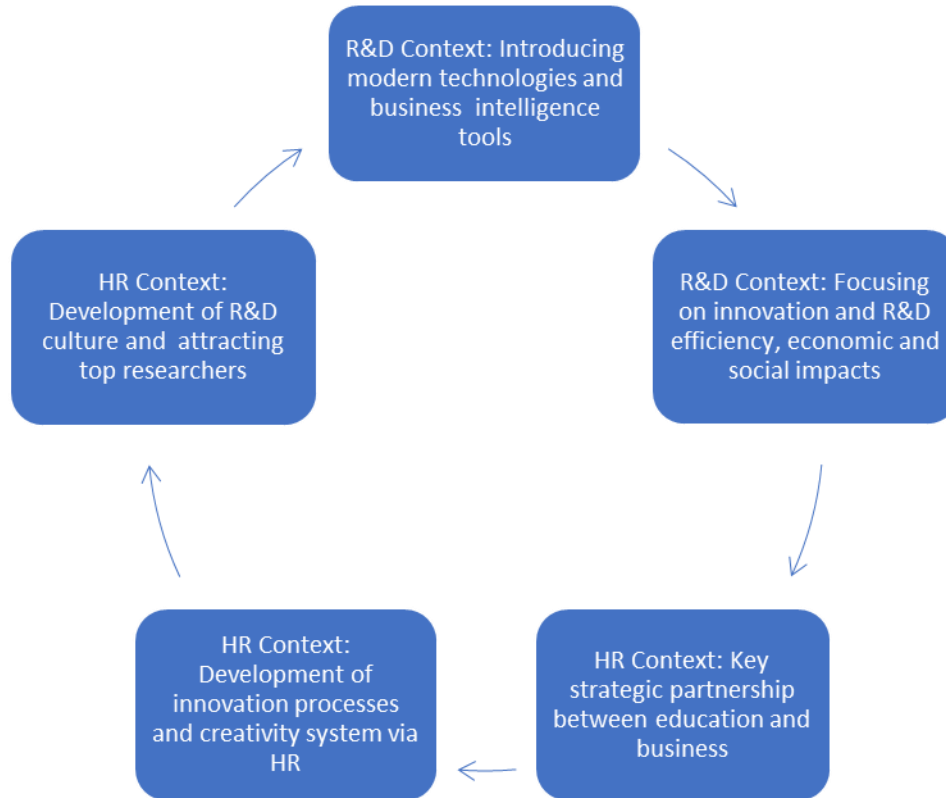 R&D Context: Introducing
modern technologies and
business intelligence
tools
R&D Context: Focusing
on innovation and R&D
efficiency, economic and
social impacts
HR Context: Key
strategic partnership
between education and
business
HR Context:
Development of
innovation processes
and creativity system via
HR
HR Context:
Development of R&D
culture and attracting
top researchers